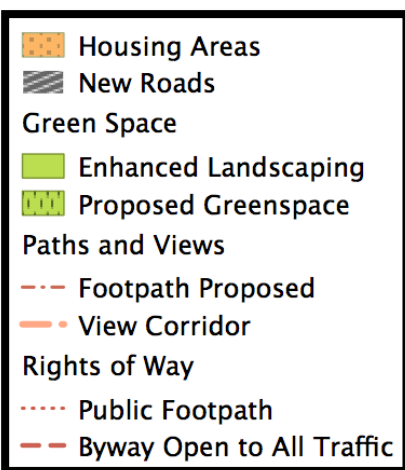 Housing Areas
New Roads
Green Space
Enhanced Landscaping
Proposed Greenspace
Paths and Views
Footpath Proposed
View Corridor
Rights of Way
Public Footpath
Byway Open to All Traffic